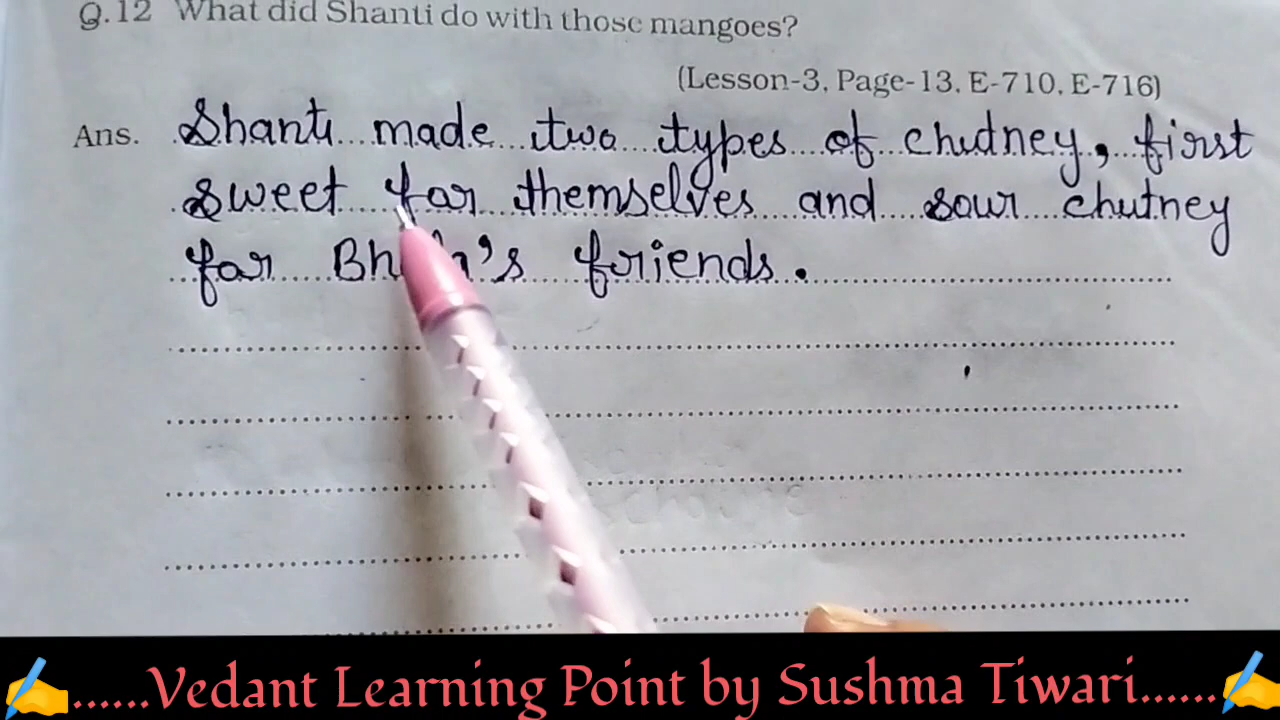 Q.12 What did Shanti do with those mangoes?
(Lesson-3, Page-13, E-710, E-716)
Ans. Shanti made two types of chutney, first
sweet for themselves and sour chutney
for friends.
......Vedant Learning Point by Sushma Tiwari......